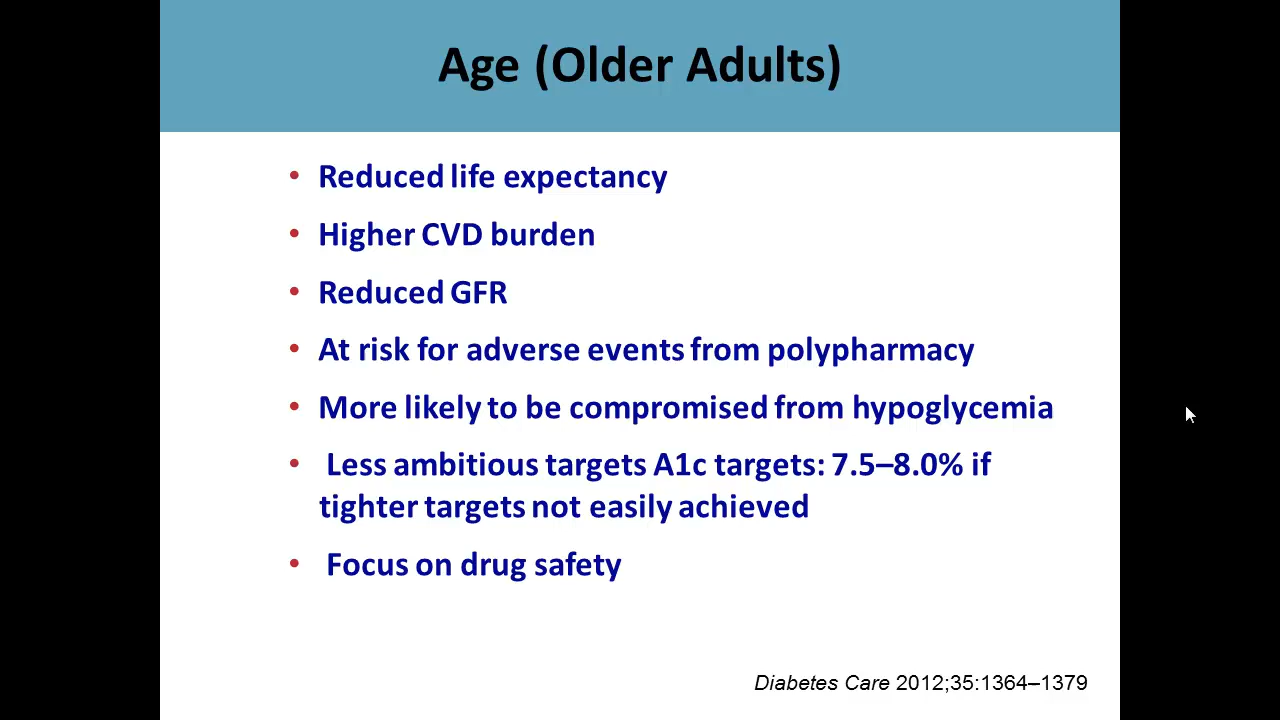 Age (Older Adults)
• Reduced life expectancy
• Higher CVD burden
• Reduced GFR
• At risk for adverse events from polypharmacy
• More likely to be compromised from hypoglycemia
• Less ambitious targets A1c targets: 7.5–8.0% if
tighter targets not easily achieved
• Focus on drug safety
Diabetes Care 2012;35:1364–1379